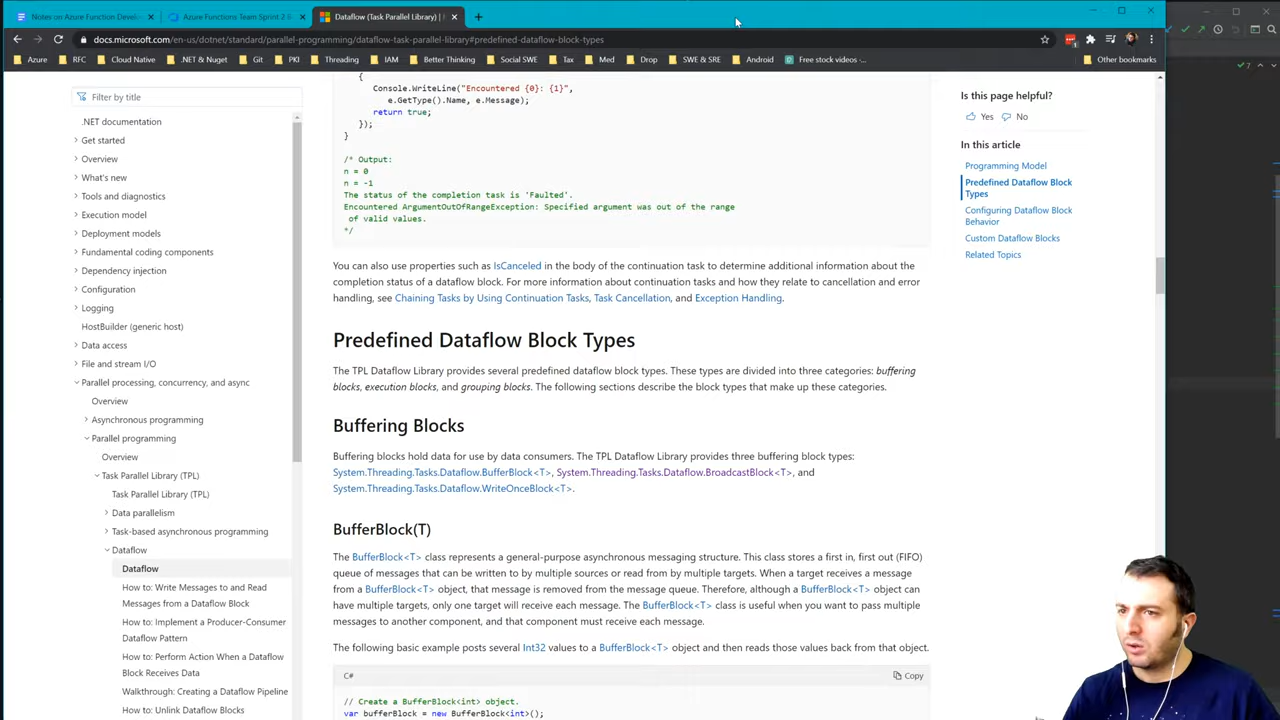 Notes on Azure Function Devel
Azure Functions Team Sprint 2 6
Dataflow (Task Parallel Library) |
docs.microsoft.com/en-us/dotnet/standard/parallel-programming/dataflow-task-parallel-library#predefined-dataflow-block-types
Azure
RFC
Cloud Native
.NET & Nuget
Git
PKI
Threading
IAM
Better Thinking
Social SWE
Tax
Med
Drop
SWE & SRE
Android
Free stock videos -...
Other bookmarks
Filter by title
.NET documentation
Get started
Overview
What's new
Tools and diagnostics
Execution model
Deployment models
Fundamental coding components
Dependency injection
Configuration
Logging
HostBuilder (generic host)
Data access
File and stream I/O
Parallel processing, concurrency, and async
Overview
Asynchronous programming
Parallel programming
Overview
Task Parallel Library (TPL)
Task Parallel Library (TPL)
Data parallelism
Task-based asynchronous programming
Dataflow
Dataflow
How to: Write Messages to and Read
Messages from a Dataflow Block
How to: Implement a Producer-Consumer
Dataflow Pattern
How to: Perform Action When a Dataflow
Block Receives Data
Walkthrough: Creating a Dataflow Pipeline
How to: Unlink Dataflow Blocks
{
Console.WriteLine("Encountered {0}: {1}",
e.GetType().Name, e.Message);
return true;
});
}
/* Output:
n = 0
n = -1
The status of the completion task is 'Faulted'.
Encountered ArgumentOutOfRangeException: Specified argument was out of the range
of valid values.
*/
You can also use properties such as IsCanceled in the body of the continuation task to determine additional information about the
completion status of a dataflow block. For more information about continuation tasks and how they relate to cancellation and error
handling, see Chaining Tasks by Using Continuation Tasks, Task Cancellation, and Exception Handling.
Predefined Dataflow Block Types
The TPL Dataflow Library provides several predefined dataflow block types. These types are divided into three categories: buffering
blocks, execution blocks, and grouping blocks. The following sections describe the block types that make up these categories.
Buffering Blocks
Buffering blocks hold data for use by data consumers. The TPL Dataflow Library provides three buffering block types:
System.Threading.Tasks.Dataflow.BufferBlock<T>, System.Threading.Tasks.Dataflow.BroadcastBlock<T>, and
System.Threading.Tasks.Dataflow.WriteOnceBlock<T>.
BufferBlock(T)
The BufferBlock<T> class represents a general-purpose asynchronous messaging structure. This class stores a first in, first out (FIFO)
queue of messages that can be written to by multiple sources or read from by multiple targets. When a target receives a message
from a BufferBlock<T> object, that message is removed from the message queue. Therefore, although a BufferBlock<T> object can
have multiple targets, only one target will receive each message. The BufferBlock<T> class is useful when you want to pass multiple
messages to another component, and that component must receive each message.
The following basic example posts several Int32 values to a BufferBlock<T> object and then reads those values back from that object.
C#
Copy
// Create a BufferBlock<int> object.
var bufferBlock = new BufferBlock<int>();
Is this page helpful?
Yes
No
In this article
Programming Model
Predefined Dataflow Block
Types
Configuring Dataflow Block
Behavior
Custom Dataflow Blocks
Related Topics
7